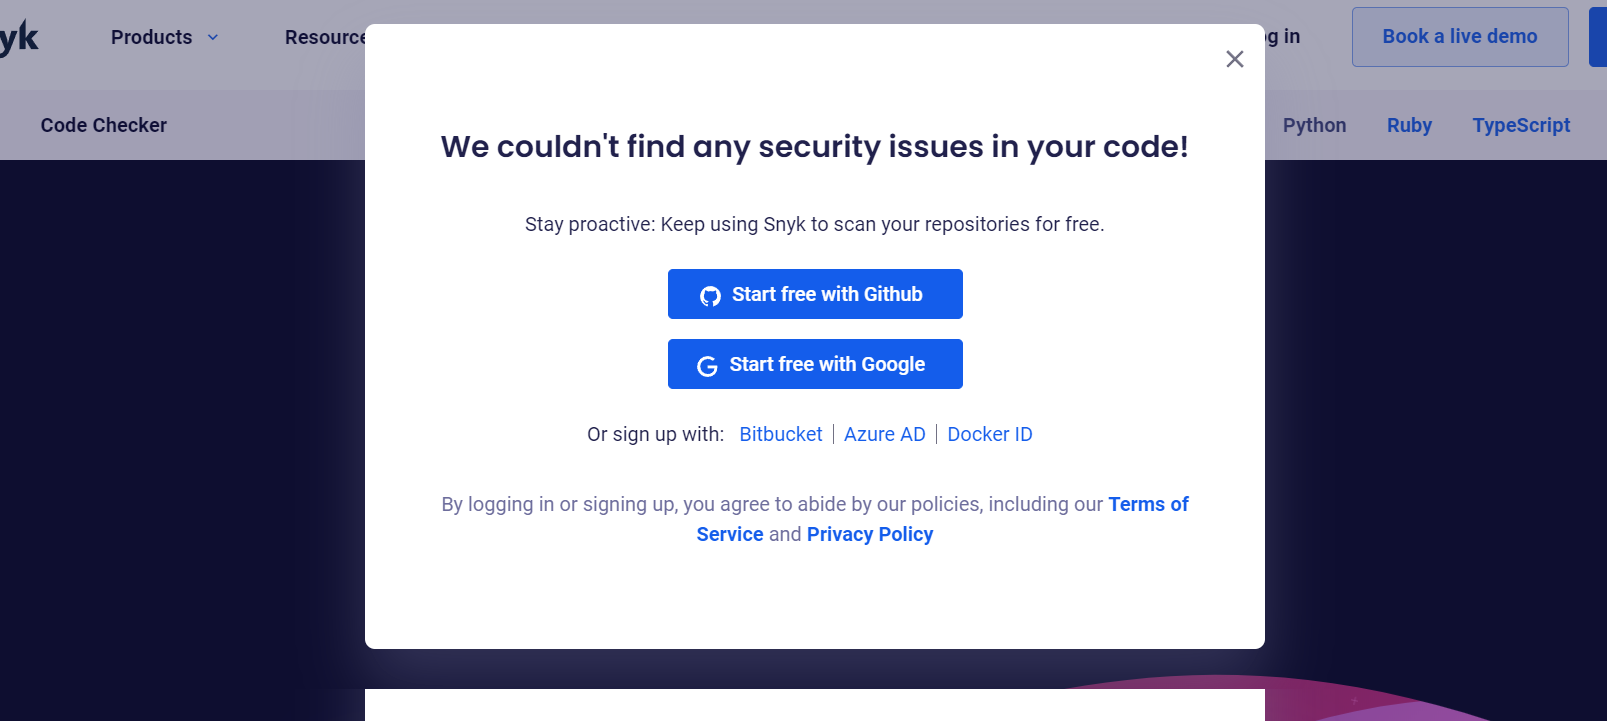 yk
Products
Resource
g in
Book a live demo
Code Checker
Python
Ruby
TypeScript
We couldn't find any security issues in your code!
Stay proactive: Keep using Snyk to scan your repositories for free.
Start free with Github
Start free with Google
Or sign up with: Bitbucket | Azure AD | Docker ID
By logging in or signing up, you agree to abide by our policies, including our Terms of
Service and Privacy Policy